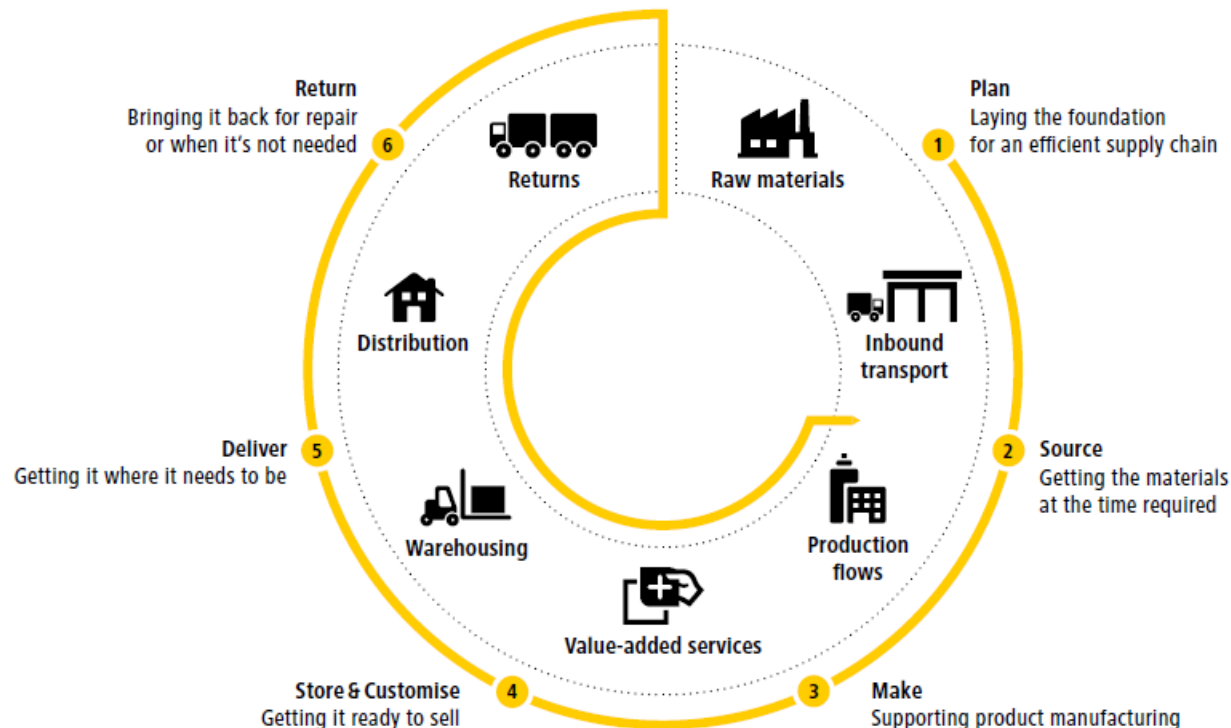 Plan
Laying the foundation
for an efficient supply chain
1
Source
Getting the materials
at the time required
2
Make
Supporting product manufacturing
3
Store & Customise
Getting it ready to sell
4
Deliver
Getting it where it needs to be
5
Return
Bringing it back for repair
or when it's not needed
6
Raw materials
Inbound
transport
Production
flows
Value-added services
Warehousing
Distribution
Returns